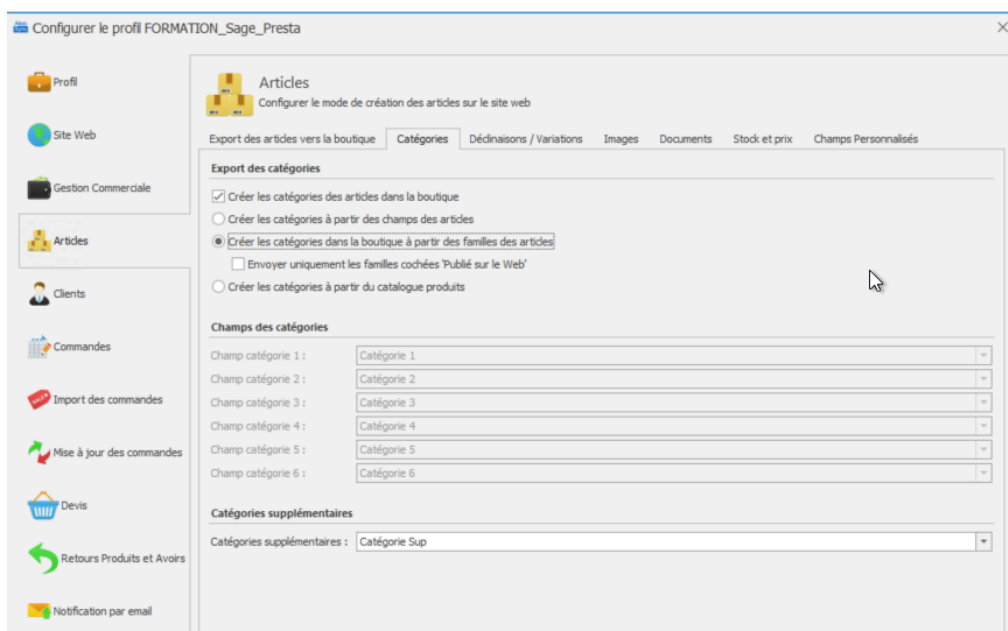 Configurer le profil FORMATION_Sage_Presta
Profil
Site Web
Gestion Commerciale
Articles
Clients
Commandes
Import des commandes
Mise à jour des commandes
Devis
Retours Produits et Avoirs
Notification par email
Articles
Configurer le mode de création des articles sur le site web
Export des articles vers la boutique Catégories Déclinaisons / Variations Images Documents Stock et prix Champs Personnalisés
Export des catégories
Créer les catégories des articles dans la boutique
Créer les catégories à partir des champs des articles
Créer les catégories dans la boutique à partir des familles des articles
Envoyer uniquement les familles cochées 'Publié sur le Web'
Créer les catégories à partir du catalogue produits
Champs des catégories
Champ catégorie 1 : Catégorie 1
Champ catégorie 2 : Catégorie 2
Champ catégorie 3 : Catégorie 3
Champ catégorie 4 : Catégorie 4
Champ catégorie 5 : Catégorie 5
Champ catégorie 6 : Catégorie 6
Catégories supplémentaires
Catégories supplémentaires : Catégorie Sup